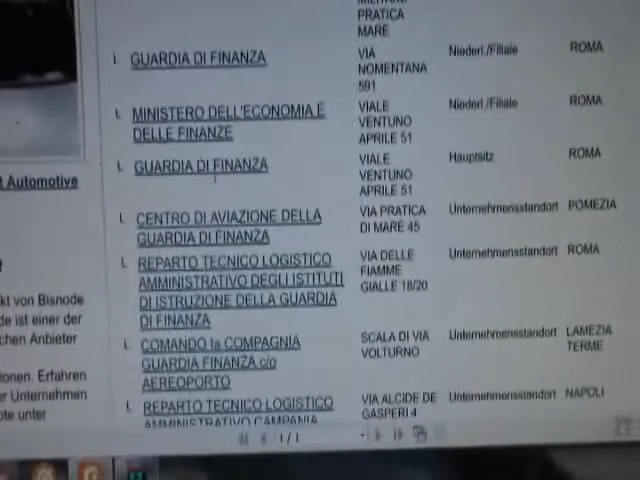 PRATICA
MARE
GUARDIA DI FINANZA
VIA
NOMENTANA
591
Niederl./Filiale
ROMA
MINISTERO DELL'ECONOMIA E
DELLE FINANZE
VIALE
VENTUNO
APRILE 51
Niederl./Filiale
ROMA
GUARDIA DI FINANZA
VIALE
VENTUNO
APRILE 51
Hauptsitz
ROMA
CENTRO DI AVIAZIONE DELLA
GUARDIA DI FINANZA
VIA PRATICA
DI MARE 45
Unternehmensstandort
POMEZIA
REPARTO TECNICO LOGISTICO
AMMINISTRATIVO DEGLI ISTITUTI
DI ISTRUZIONE DELLA GUARDIA
DI FINANZA
VIA DELLE
FIAMME
GIALLE 18/20
Unternehmensstandort
ROMA
COMANDO la COMPAGNIA
GUARDIA FINANZA c/o
AEREOPORTO
SCALA DI VIA
VOLTURNO
Unternehmensstandort
LAMEZIA
TERME
REPARTO TECNICO LOGISTICO
AMMINISTRATIVO CAMPANIA
VIA ALCIDE DE
GASPERI 4
Unternehmensstandort
NAPOLI
1 / 1
t Automotive
kt von Bisnode
de ist einer der
chen Anbieter
ionen. Erfahren
r Unternehmen
ote unter